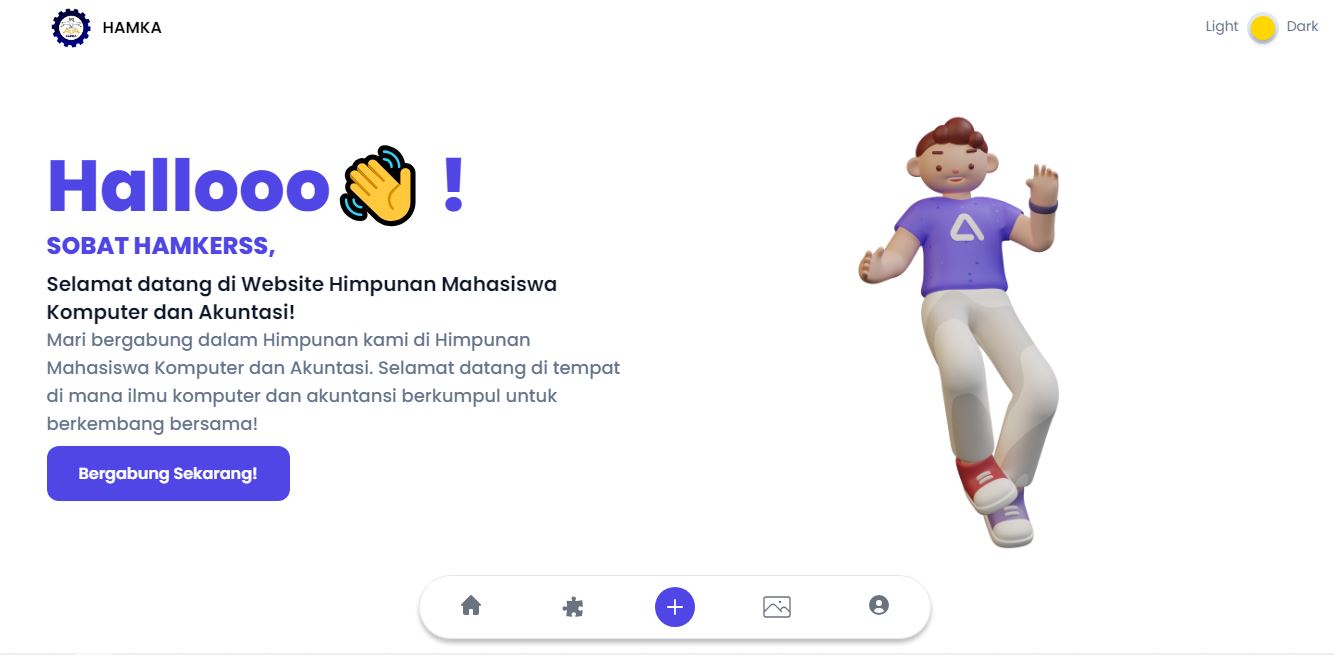 HAMKA
Light
Dark
Hallooo👋 !
SOBAT HAMKERSS,
Selamat datang di Website Himpunan Mahasiswa
Komputer dan Akuntasi!
Mari bergabung dalam Himpunan kami di Himpunan
Mahasiswa Komputer dan Akuntasi. Selamat datang di tempat
di mana ilmu komputer dan akuntansi berkumpul untuk
berkembang bersama!
Bergabung Sekarang!